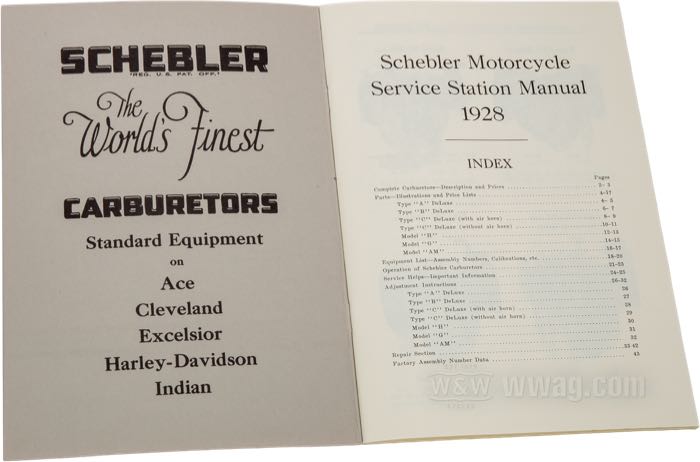 SCHEBLER
"REG. U.S. PAT. OFF."
The
World's Finest
CARBURETORS
Standard Equipment
on
Ace
Cleveland
Excelsior
Harley-Davidson
Indian
Schebler Motorcycle
Service Station Manual
1928
INDEX
Pages
Complete Carburetors—Description and Prices 2- 3
Parts—Illustrations and Price Lists 4-17
Type "A" DeLuxe 4- 5
Type "B" DeLuxe 6- 7
Type "C" DeLuxe (with air horn) 8- 9
Type "C" DeLuxe (without air horn) 10-11
Model "H" 12-13
Model "G" 14-15
Model "AM" 16-17
Equipment List—Assembly Numbers, Calibrations, etc. 18-20
Operation of Schebler Carburetors 21-23
Service Helps—Important Information 24-25
Adjustment Instructions 26-32
Type "A" DeLuxe 26
Type "B" DeLuxe 27
Type "C" DeLuxe (with air horn) 28
Type "C" DeLuxe (without air horn) 29
Model "H" 30
Model "G" 31
Model "AM" 32
Repair Section 33-42
Factory Assembly Number Data 43
W&W wwag.com
CYCLES